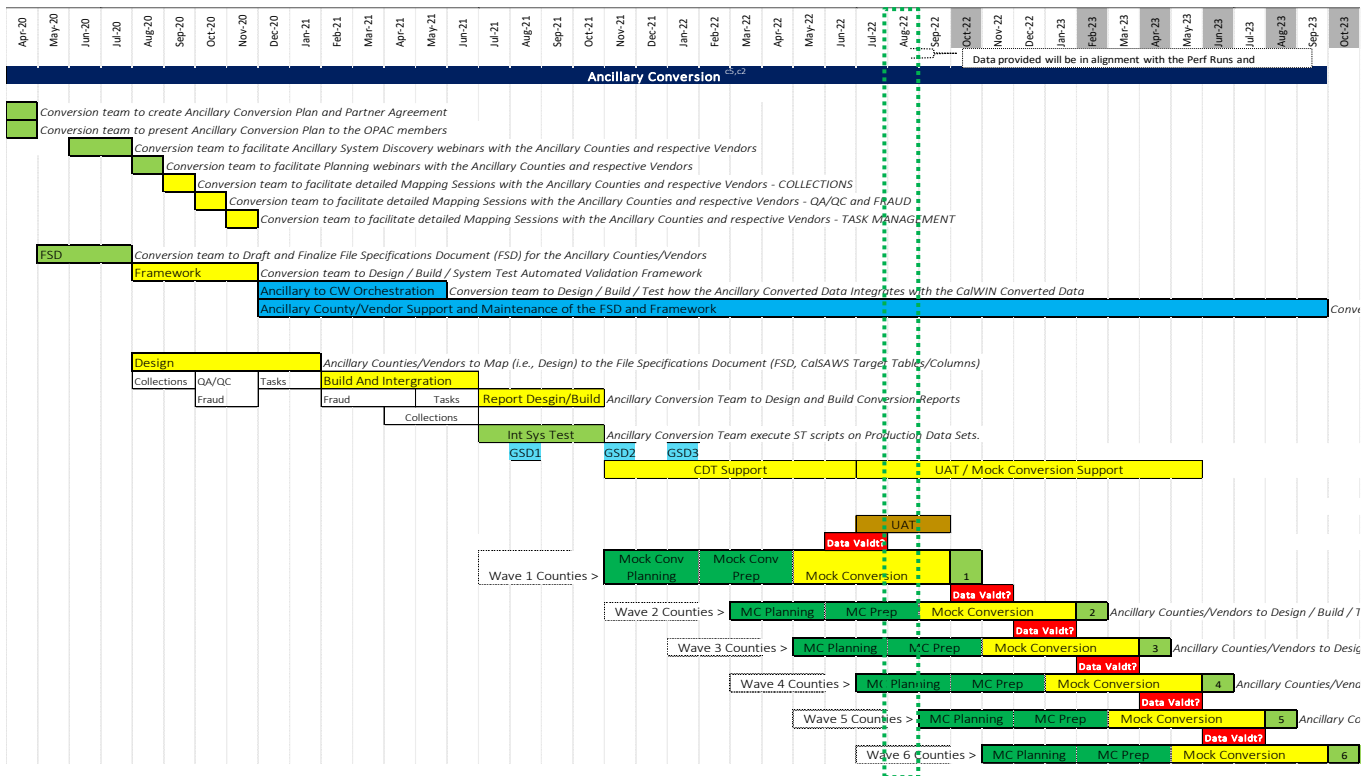 Apr-20 May-20 Jun-20 Jul-20 Aug-20 Sep-20 Oct-20 Nov-20 Dec-20 Jan-21 Feb-21 Mar-21 Apr-21 May-21 Jun-21 Jul-21 Aug-21 Sep-21 Oct-21 Nov-21 Dec-21 Jan-22 Feb-22 Mar-22 Apr-22 May-22 Jun-22 Jul-22 Aug-22 Sep-22 Oct-22 Nov-22 Dec-22 Jan-23 Feb-23 Mar-23 Apr-23 May-23 Jun-23 Jul-23 Aug-23 Sep-23 Oct-23
Data provided will be in alignment with the Perf Runs and
Ancillary Conversion c5,c2
Conversion team to create Ancillary Conversion Plan and Partner Agreement
Conversion team to present Ancillary Conversion Plan to the OPAC members
Conversion team to facilitate Ancillary System Discovery webinars with the Ancillary Counties and respective Vendors
Conversion team to facilitate Planning webinars with the Ancillary Counties and respective Vendors
Conversion team to facilitate detailed Mapping Sessions with the Ancillary Counties and respective Vendors - COLLECTIONS
Conversion team to facilitate detailed Mapping Sessions with the Ancillary Counties and respective Vendors - QA/QC and FRAUD
Conversion team to facilitate detailed Mapping Sessions with the Ancillary Counties and respective Vendors - TASK MANAGEMENT
FSD Conversion team to Draft and Finalize File Specifications Document (FSD) for the Ancillary Counties/Vendors
Framework Conversion team to Design / Build / System Test Automated Validation Framework
Ancillary to CW Orchestration Conversion team to Design / Build / Test how the Ancillary Converted Data Integrates with the CalWIN Converted Data
Ancillary County/Vendor Support and Maintenance of the FSD and Framework Conve
Design Ancillary Counties/Vendors to Map (i.e., Design) to the File Specifications Document (FSD, CalSAWS Target Tables/Columns)
Collections QA/QC Tasks Build And Intergration
Fraud Fraud Tasks Report Desgin/Build Ancillary Conversion Team to Design and Build Conversion Reports
Collections
Int Sys Test Ancillary Conversion Team execute ST scripts on Production Data Sets.
GSD1 GSD2 GSD3
CDT Support UAT / Mock Conversion Support
UAT
Data Valdt?
Mock Conv Mock Conv
Wave 1 Counties > Planning Prep Mock Conversion 1
Data Valdt?
Wave 2 Counties > MC Planning MC Prep Mock Conversion 2 Ancillary Counties/Vendors to Design / Build / T
Data Valdt?
Wave 3 Counties > MC Planning MC Prep Mock Conversion 3 Ancillary Counties/Vendors to Desig
Data Valdt?
Wave 4 Counties > MC Planning MC Prep Mock Conversion 4 Ancillary Counties/Vend
Data Valdt?
Wave 5 Counties > MC Planning MC Prep Mock Conversion 5 Ancillary Co
Data Valdt?
Wave 6 Counties > MC Planning MC Prep Mock Conversion 6